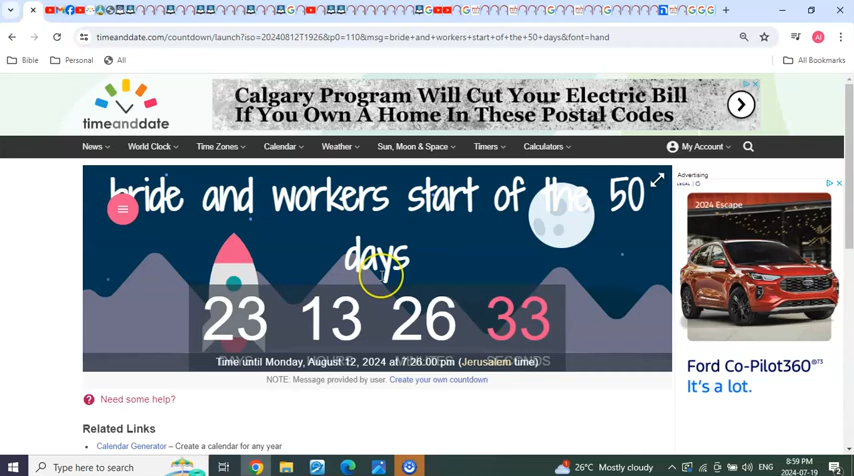 timeanddate.com/countdown/launch?iso=20240812T1926&p0=110&msg=bride+and+workers+start+of+the+50+days&font=hand
Bible
Personal
All
All Bookmarks
timeanddate
Calgary Program Will Cut Your Electric Bill
If You Own A Home In These Postal Codes
News
World Clock
Time Zones
Calendar
Weather
Sun, Moon & Space
Timers
Calculators
My Account
bride and workers start of the 50
days
23 13 26 33
DAYS HOURS MINUTES SECONDS
Time until Monday, August 12, 2024 at 7:26:00 pm (Jerusalem time)
NOTE: Message provided by user. Create your own countdown
Need some help?
Related Links
Calendar Generator – Create a calendar for any year
Advertising
LEGAL
2024 Escape
Ford Co-Pilot360™73
It's a lot.
Type here to search
26°C Mostly cloudy
ENG
8:59 PM
2024-07-19